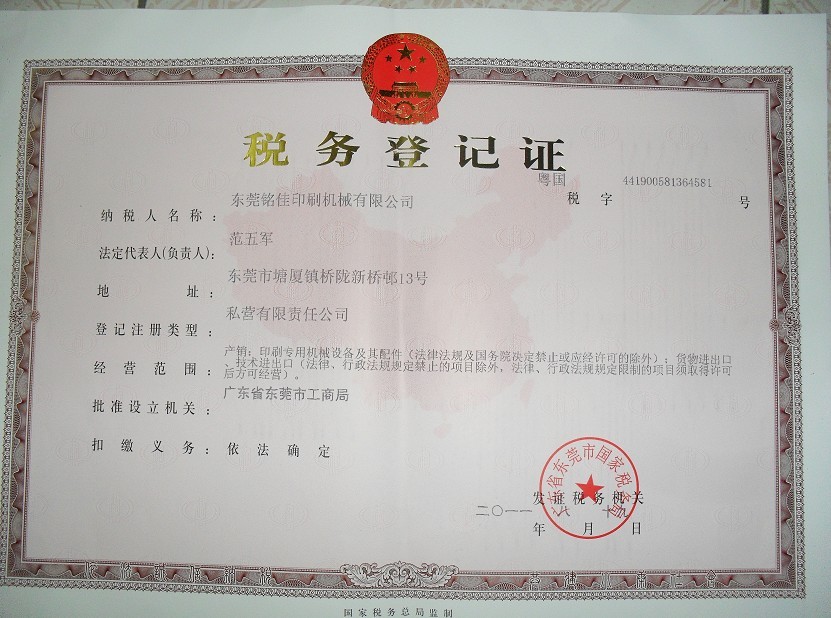 税务登记证
粤国 税字 441900581364581 号
纳税人名称： 东莞铭佳印刷机械有限公司
法定代表人(负责人)： 范五军
地址： 东莞市塘厦镇桥陇新桥邨13号
登记注册类型： 私营有限责任公司
经营范围： 产销：印刷专用机械设备及其配件（法律法规及国务院决定禁止或应经许可的除外）；货物进出口
、技术进出口（法律、行政法规规定禁止的项目除外，法律、行政法规规定限制的项目须取得许可
后方可经营）。
批准设立机关： 广东省东莞市工商局
扣缴义务： 依法确定
广东省东莞市国家税务局
发证税务机关
二〇一一 八 十九
年 月 日
国家税务总局监制